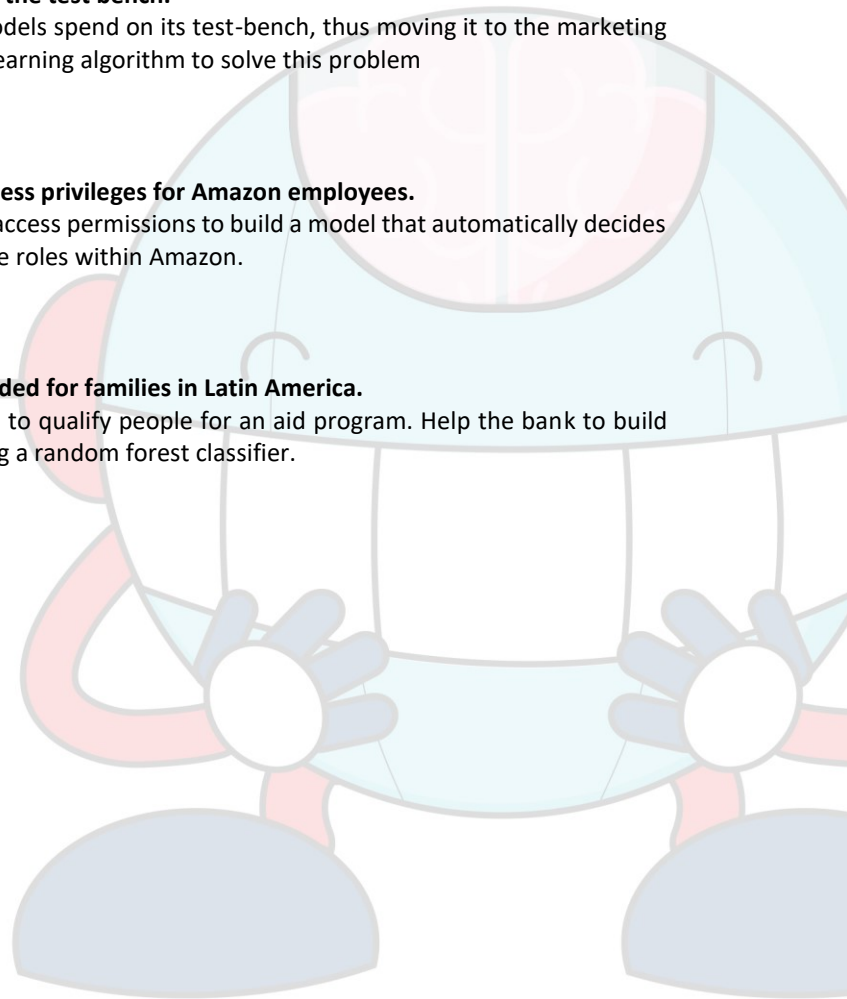 the test bench.
odels spend on its test-bench, thus moving it to the marketing
earning algorithm to solve this problem
ess privileges for Amazon employees.
access permissions to build a model that automatically decides
e roles within Amazon.
ded for families in Latin America.
to qualify people for an aid program. Help the bank to build
g a random forest classifier.